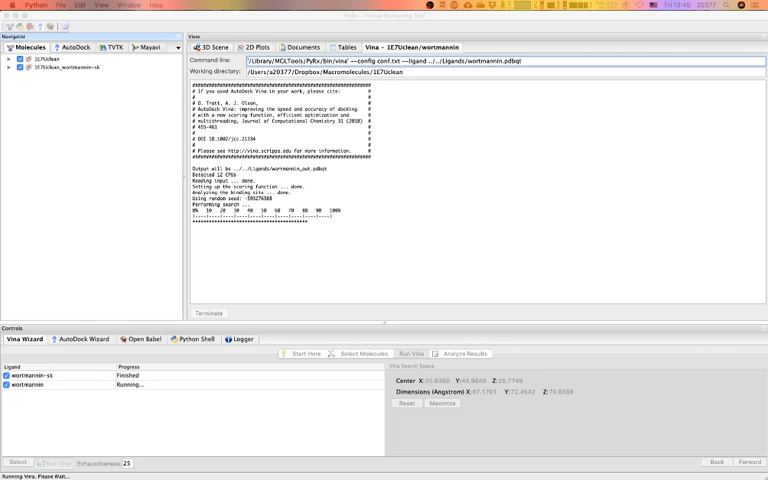 Python File Edit View Window Help Fri 13:49 20377
PyRx - Virtual Screening Tool
Navigator
View
Molecules AutoDock TVTK Mayavi
3D Scene 2D Plots Documents Tables Vina - 1E7Uclean/wortmannin
1E7Uclean
1E7Uclean_wortmannin-sk
Command line: '/Library/MGLTools/PyRx/bin/vina' --config conf.txt --ligand ../../Ligands/wortmannin.pdbqt
Working directory: /Users/a20377/Dropbox/Macromolecules/1E7Uclean
#################################################################
# If you used AutoDock Vina in your work, please cite: #
# #
# O. Trott, A. J. Olson, #
# AutoDock Vina: improving the speed and accuracy of docking #
# with a new scoring function, efficient optimization and #
# multithreading, Journal of Computational Chemistry 31 (2010) #
# 455-461 #
# #
# DOI 10.1002/jcc.21334 #
# #
# Please see http://vina.scripps.edu for more information. #
#################################################################
Output will be ../../Ligands/wortmannin_out.pdbqt
Detected 12 CPUs
Reading input ... done.
Setting up the scoring function ... done.
Analyzing the binding site ... done.
Using random seed: -593276388
Performing search ...
0% 10 20 30 40 50 60 70 80 90 100%
|----|----|----|----|----|----|----|----|----|----|
Terminate
Controls
Vina Wizard AutoDock Wizard Open Babel Python Shell Logger
Start Here Select Molecules Run Vina Analyze Results
Ligand Progress
wortmannin-sk Finished
wortmannin Running...
Vina Search Space
Center X:35.8360 Y:46.9849 Z:28.7749
Dimensions (Angstrom) X:97.1701 Y:72.4542 Z:70.6569
Reset Maximize
Select Run Vina Exhaustiveness: 25
Back Forward
Running Vina. Please Wait...